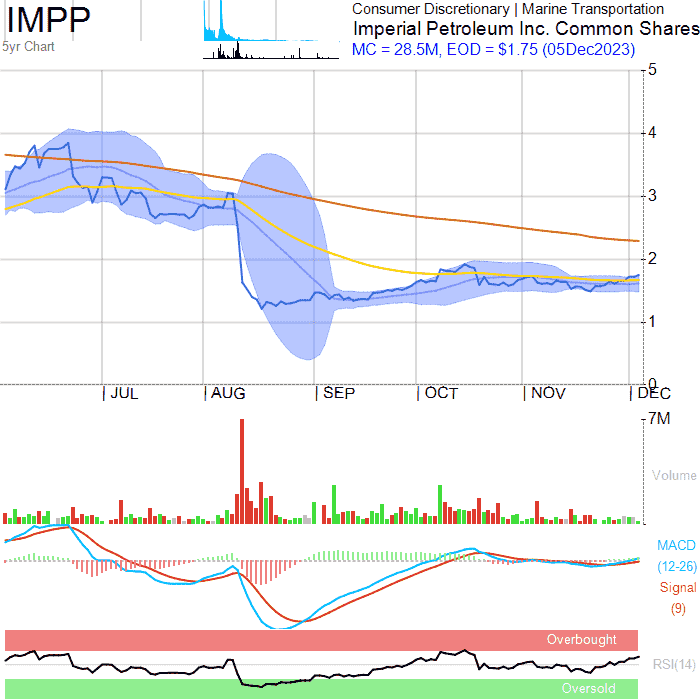 IMPP
5yr Chart
Consumer Discretionary | Marine Transportation
Imperial Petroleum Inc. Common Shares
MC = 28.5M, EOD = $1.75 (05Dec2023)
5
4
3
2
1
0
JUL
AUG
SEP
OCT
NOV
DEC
7M
Volume
MACD
(12-26)
Signal
(9)
Overbought
RSI(14)
Oversold